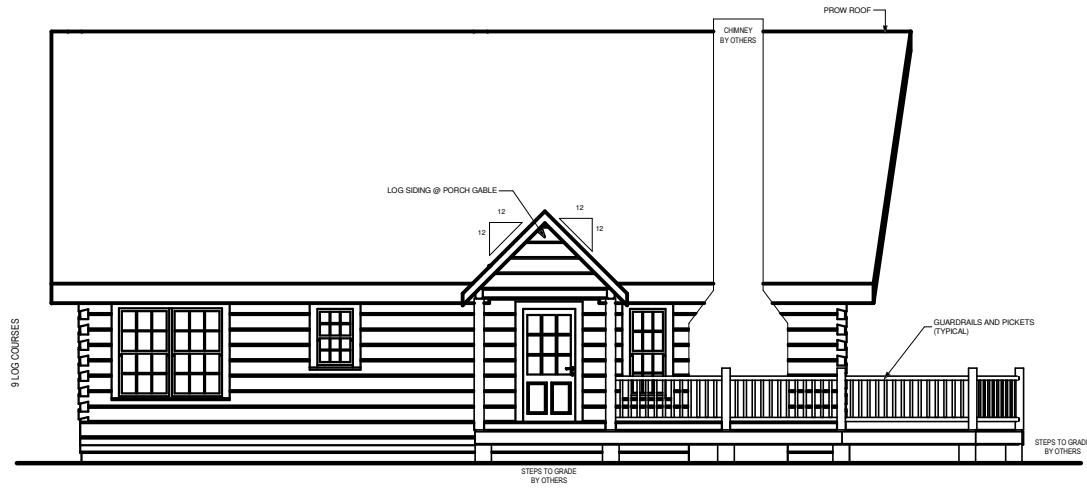 PROW ROOF
CHIMNEY
BY OTHERS
LOG SIDING @ PORCH GABLE
12
12
12
12
9 LOG COURSES
GUARDRAILS AND PICKETS
(TYPICAL)
STEPS TO GRADE
BY OTHERS
STEPS TO GRADE
BY OTHERS